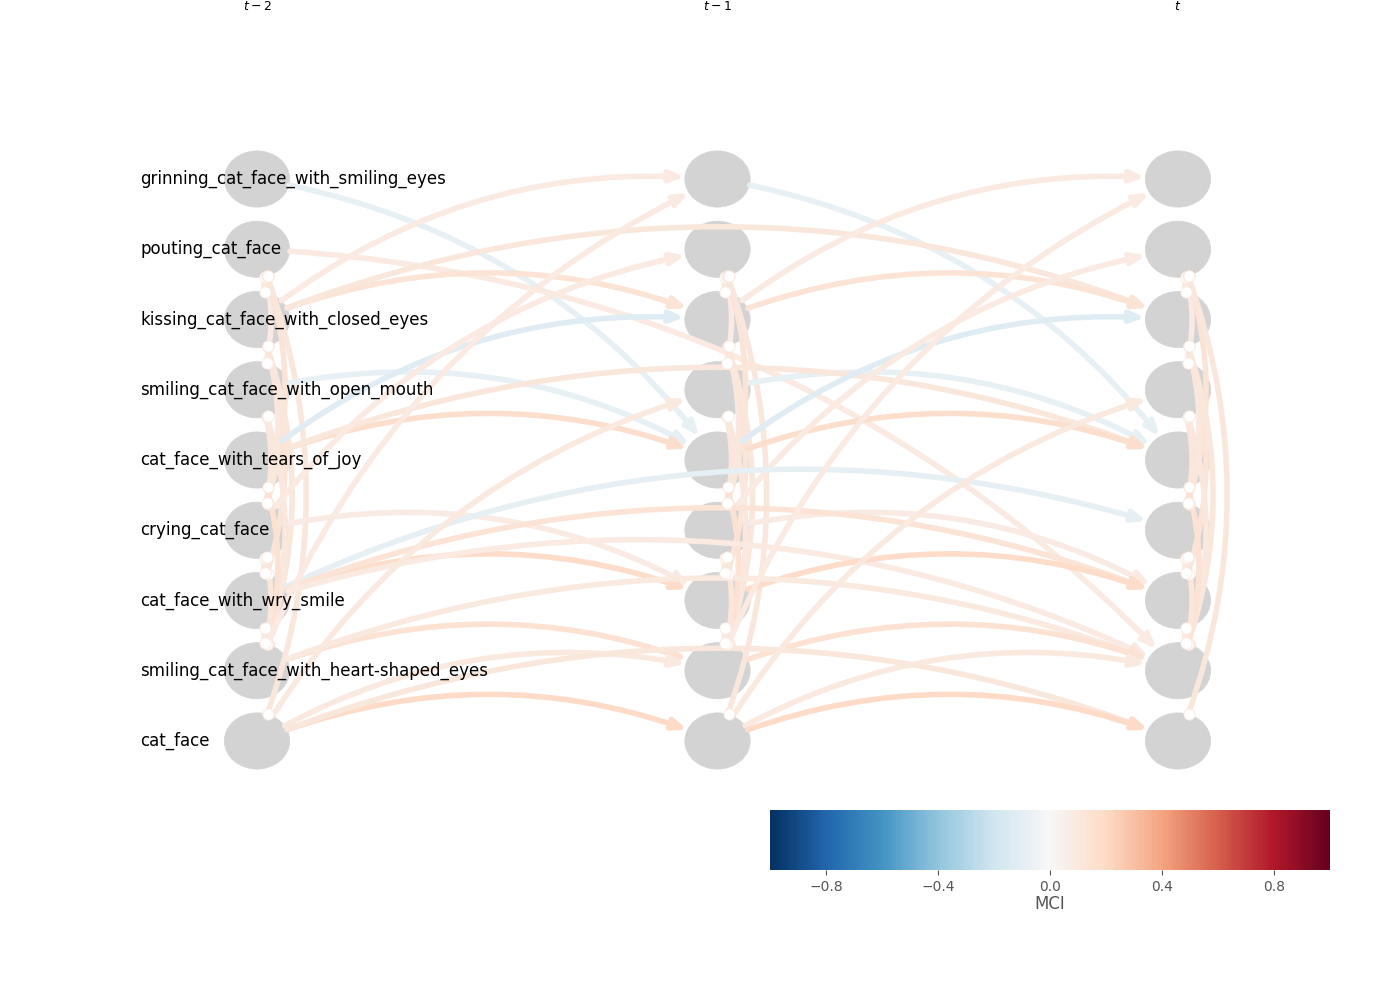 t − 2
t − 1
t
grinning_cat_face_with_smiling_eyes
pouting_cat_face
kissing_cat_face_with_closed_eyes
smiling_cat_face_with_open_mouth
cat_face_with_tears_of_joy
crying_cat_face
cat_face_with_wry_smile
smiling_cat_face_with_heart-shaped_eyes
cat_face
−0.8
−0.4
0.0
0.4
0.8
MCI